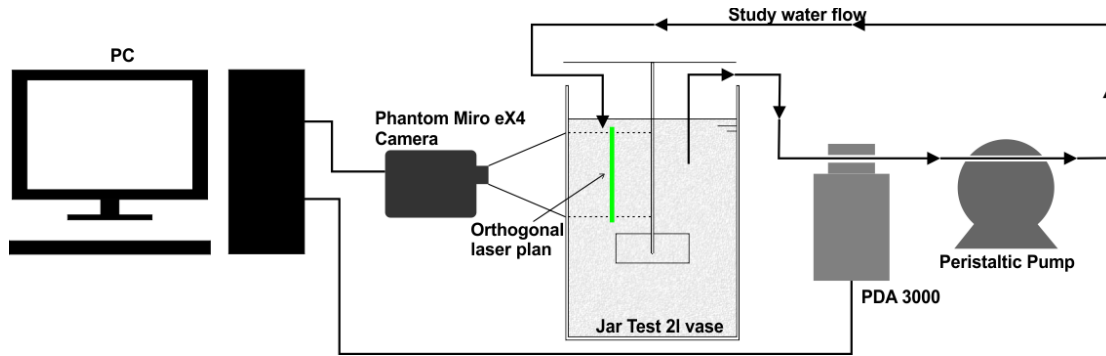 Study water flow
PC
Phantom Miro eX4
Camera
Orthogonal
laser plan
Peristaltic Pump
PDA 3000
Jar Test 2l vase